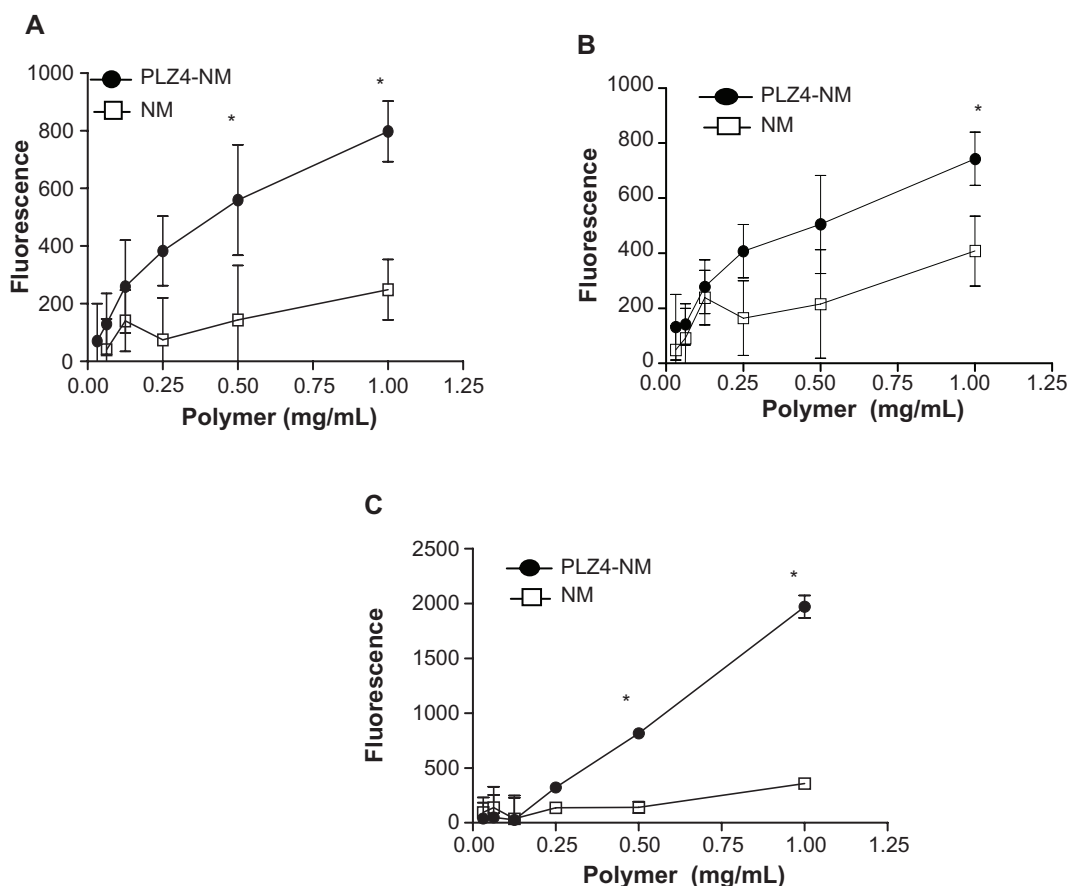 A
1000
800
600
400
200
0
Fluorescence
PLZ4-NM
NM
*
*
0.00 0.25 0.50 0.75 1.00 1.25
Polymer (mg/mL)
B
1000
800
600
400
200
0
Fluorescence
PLZ4-NM
NM
*
0.00 0.25 0.50 0.75 1.00 1.25
Polymer (mg/mL)
C
2500
2000
1500
1000
500
0
Fluorescence
PLZ4-NM
NM
*
*
0.00 0.25 0.50 0.75 1.00 1.25
Polymer (mg/mL)